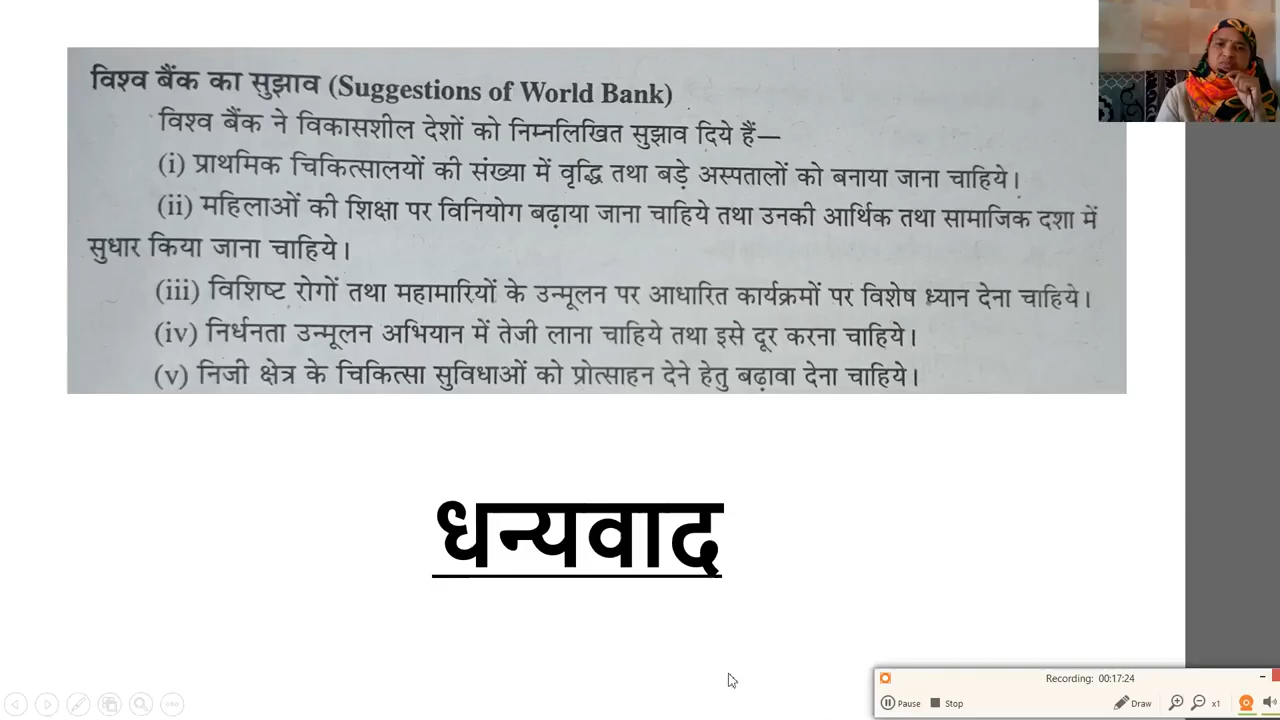 विश्व बैंक का सुझाव (Suggestions of World Bank)
विश्व बैंक ने विकासशील देशों को निम्नलिखित सुझाव दिये हैं—
(i) प्राथमिक चिकित्सालयों की संख्या में वृद्धि तथा बड़े अस्पतालों को बनाया जाना चाहिये।
(ii) महिलाओं की शिक्षा पर विनियोग बढ़ाया जाना चाहिये तथा उनकी आर्थिक तथा सामाजिक दशा में
सुधार किया जाना चाहिये।
(iii) विशिष्ट रोगों तथा महामारियों के उन्मूलन पर आधारित कार्यक्रमों पर विशेष ध्यान देना चाहिये।
(iv) निर्धनता उन्मूलन अभियान में तेजी लाना चाहिये तथा इसे दूर करना चाहिये।
(v) निजी क्षेत्र के चिकित्सा सुविधाओं को प्रोत्साहन देने हेतु बढ़ावा देना चाहिये।
धन्यवाद
Recording: 00:17:24
Pause Stop Draw x1